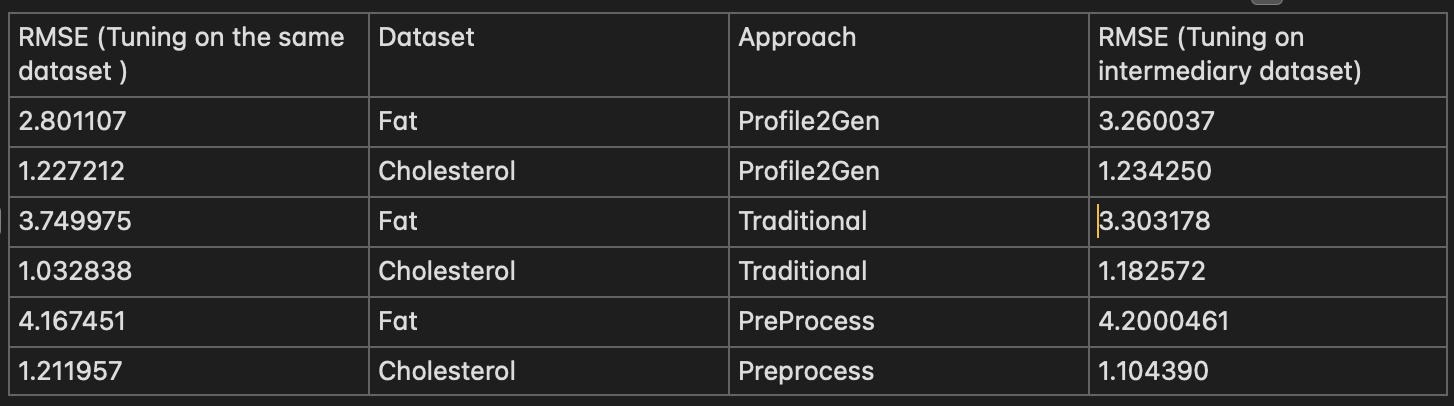 RMSE (Tuning on the same dataset ) Dataset Approach RMSE (Tuning on intermediary dataset)
2.801107 Fat Profile2Gen 3.260037
1.227212 Cholesterol Profile2Gen 1.234250
3.749975 Fat Traditional 3.303178
1.032838 Cholesterol Traditional 1.182572
4.167451 Fat PreProcess 4.2000461
1.211957 Cholesterol Preprocess 1.104390